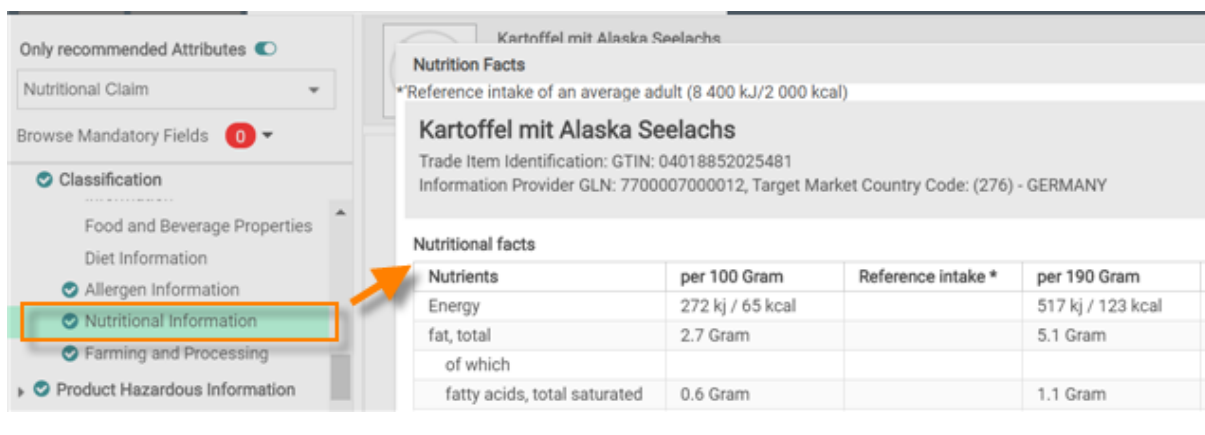 Only recommended Attributes
Nutritional Claim
Browse Mandatory Fields 0
Classification
Food and Beverage Properties
Diet Information
Allergen Information
Nutritional Information
Farming and Processing
Product Hazardous Information
Kartoffel mit Alaska Seelachs
Nutrition Facts
*'Reference intake of an average adult (8 400 kJ/2 000 kcal)
Kartoffel mit Alaska Seelachs
Trade Item Identification: GTIN: 04018852025481
Information Provider GLN: 7700007000012, Target Market Country Code: (276) - GERMANY
Nutritional facts
Nutrients per 100 Gram Reference intake * per 190 Gram
Energy 272 kj / 65 kcal 517 kj / 123 kcal
fat, total 2.7 Gram 5.1 Gram
of which
fatty acids, total saturated 0.6 Gram 1.1 Gram